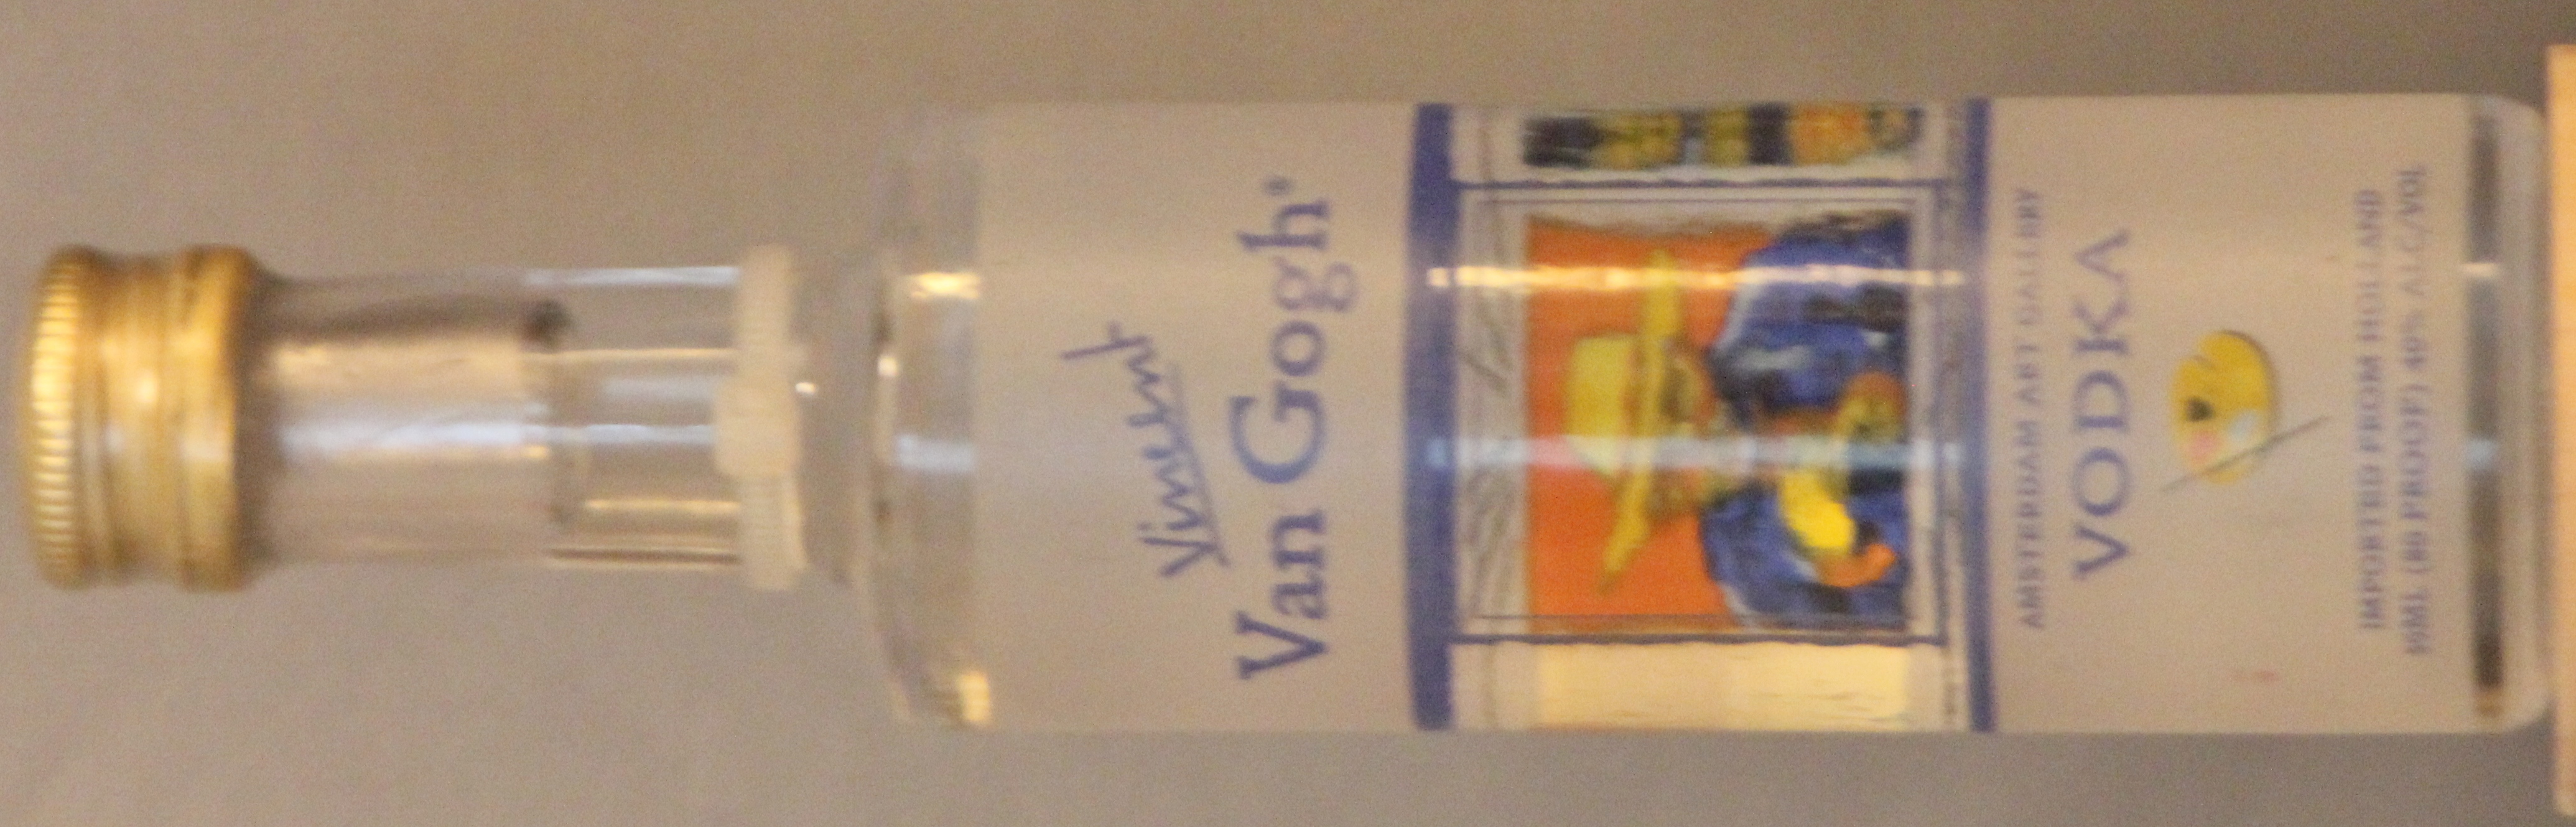 Vincent
Van Gogh®
AMSTERDAM ART GALLERY
VODKA
IMPORTED FROM HOLLAND
50ML (80 PROOF) 40% ALC/VOL